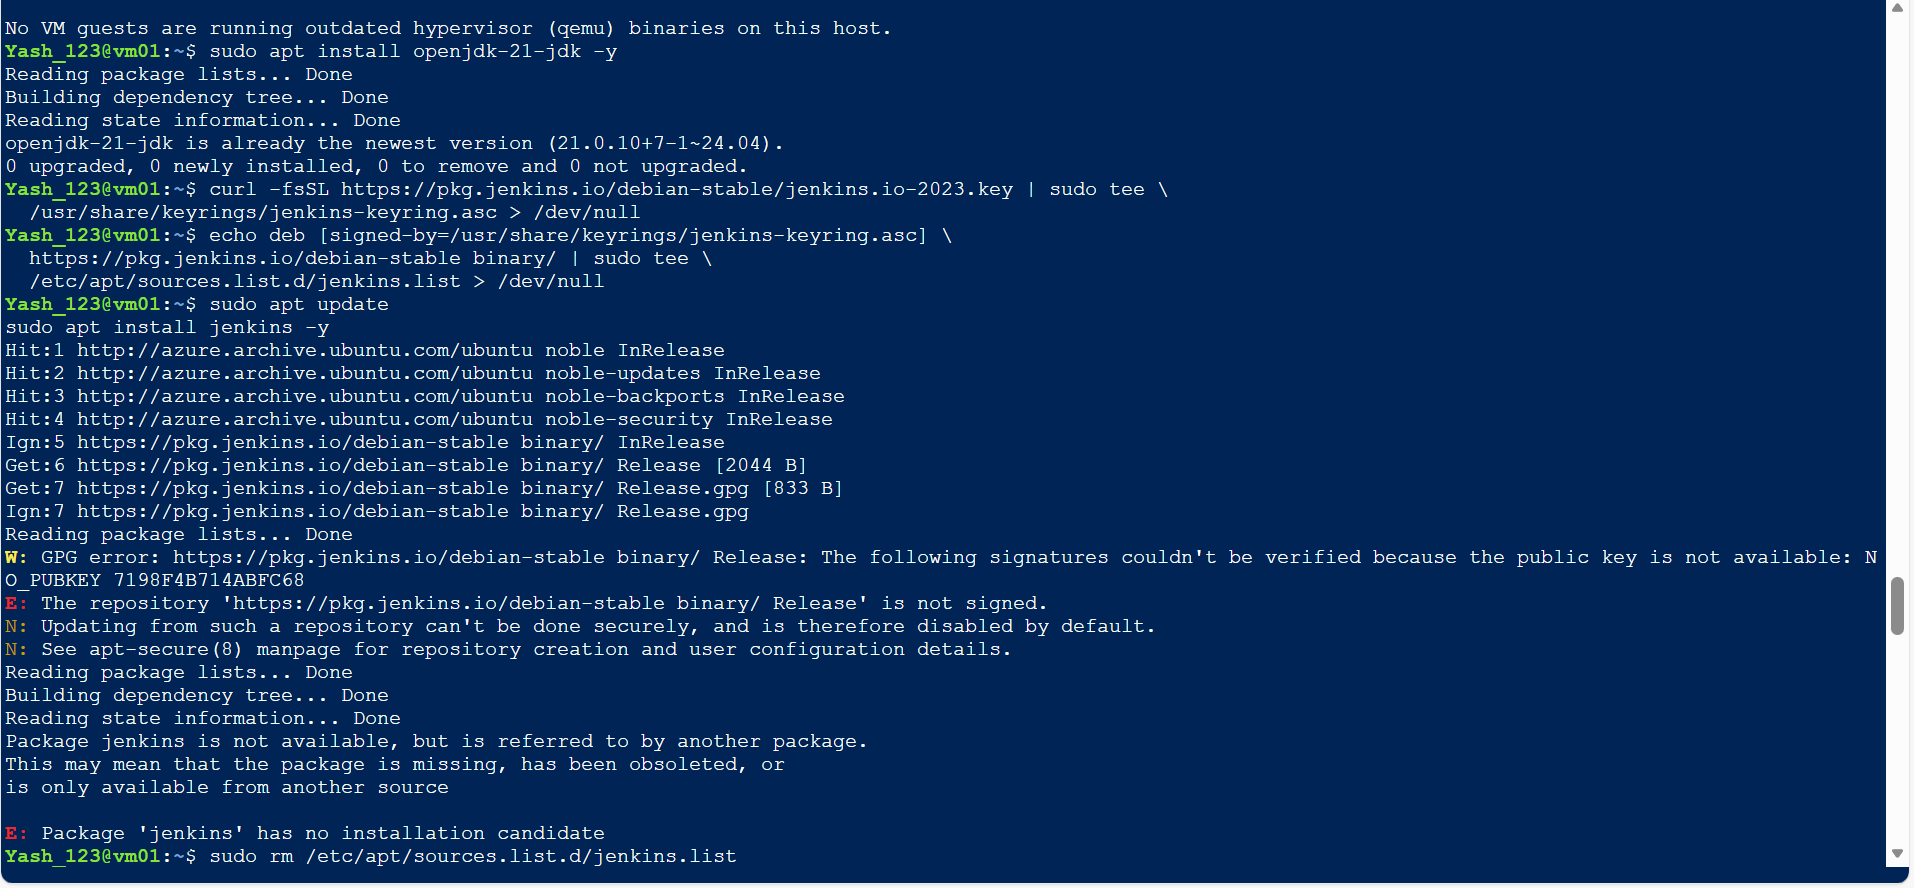 No VM guests are running outdated hypervisor (qemu) binaries on this host.
Yash_123@vm01:~$ sudo apt install openjdk-21-jdk -y
Reading package lists... Done
Building dependency tree... Done
Reading state information... Done
openjdk-21-jdk is already the newest version (21.0.10+7-1~24.04).
0 upgraded, 0 newly installed, 0 to remove and 0 not upgraded.
Yash_123@vm01:~$ curl -fsSL https://pkg.jenkins.io/debian-stable/jenkins.io-2023.key | sudo tee \
  /usr/share/keyrings/jenkins-keyring.asc > /dev/null
Yash_123@vm01:~$ echo deb [signed-by=/usr/share/keyrings/jenkins-keyring.asc] \
  https://pkg.jenkins.io/debian-stable binary/ | sudo tee \
  /etc/apt/sources.list.d/jenkins.list > /dev/null
Yash_123@vm01:~$ sudo apt update
sudo apt install jenkins -y
Hit:1 http://azure.archive.ubuntu.com/ubuntu noble InRelease
Hit:2 http://azure.archive.ubuntu.com/ubuntu noble-updates InRelease
Hit:3 http://azure.archive.ubuntu.com/ubuntu noble-backports InRelease
Hit:4 http://azure.archive.ubuntu.com/ubuntu noble-security InRelease
Ign:5 https://pkg.jenkins.io/debian-stable binary/ InRelease
Get:6 https://pkg.jenkins.io/debian-stable binary/ Release [2044 B]
Get:7 https://pkg.jenkins.io/debian-stable binary/ Release.gpg [833 B]
Ign:7 https://pkg.jenkins.io/debian-stable binary/ Release.gpg
Reading package lists... Done
W: GPG error: https://pkg.jenkins.io/debian-stable binary/ Release: The following signatures couldn't be verified because the public key is not available: N
O_PUBKEY 7198F4B714ABFC68
E: The repository 'https://pkg.jenkins.io/debian-stable binary/ Release' is not signed.
N: Updating from such a repository can't be done securely, and is therefore disabled by default.
N: See apt-secure(8) manpage for repository creation and user configuration details.
Reading package lists... Done
Building dependency tree... Done
Reading state information... Done
Package jenkins is not available, but is referred to by another package.
This may mean that the package is missing, has been obsoleted, or
is only available from another source
E: Package 'jenkins' has no installation candidate
Yash_123@vm01:~$ sudo rm /etc/apt/sources.list.d/jenkins.list